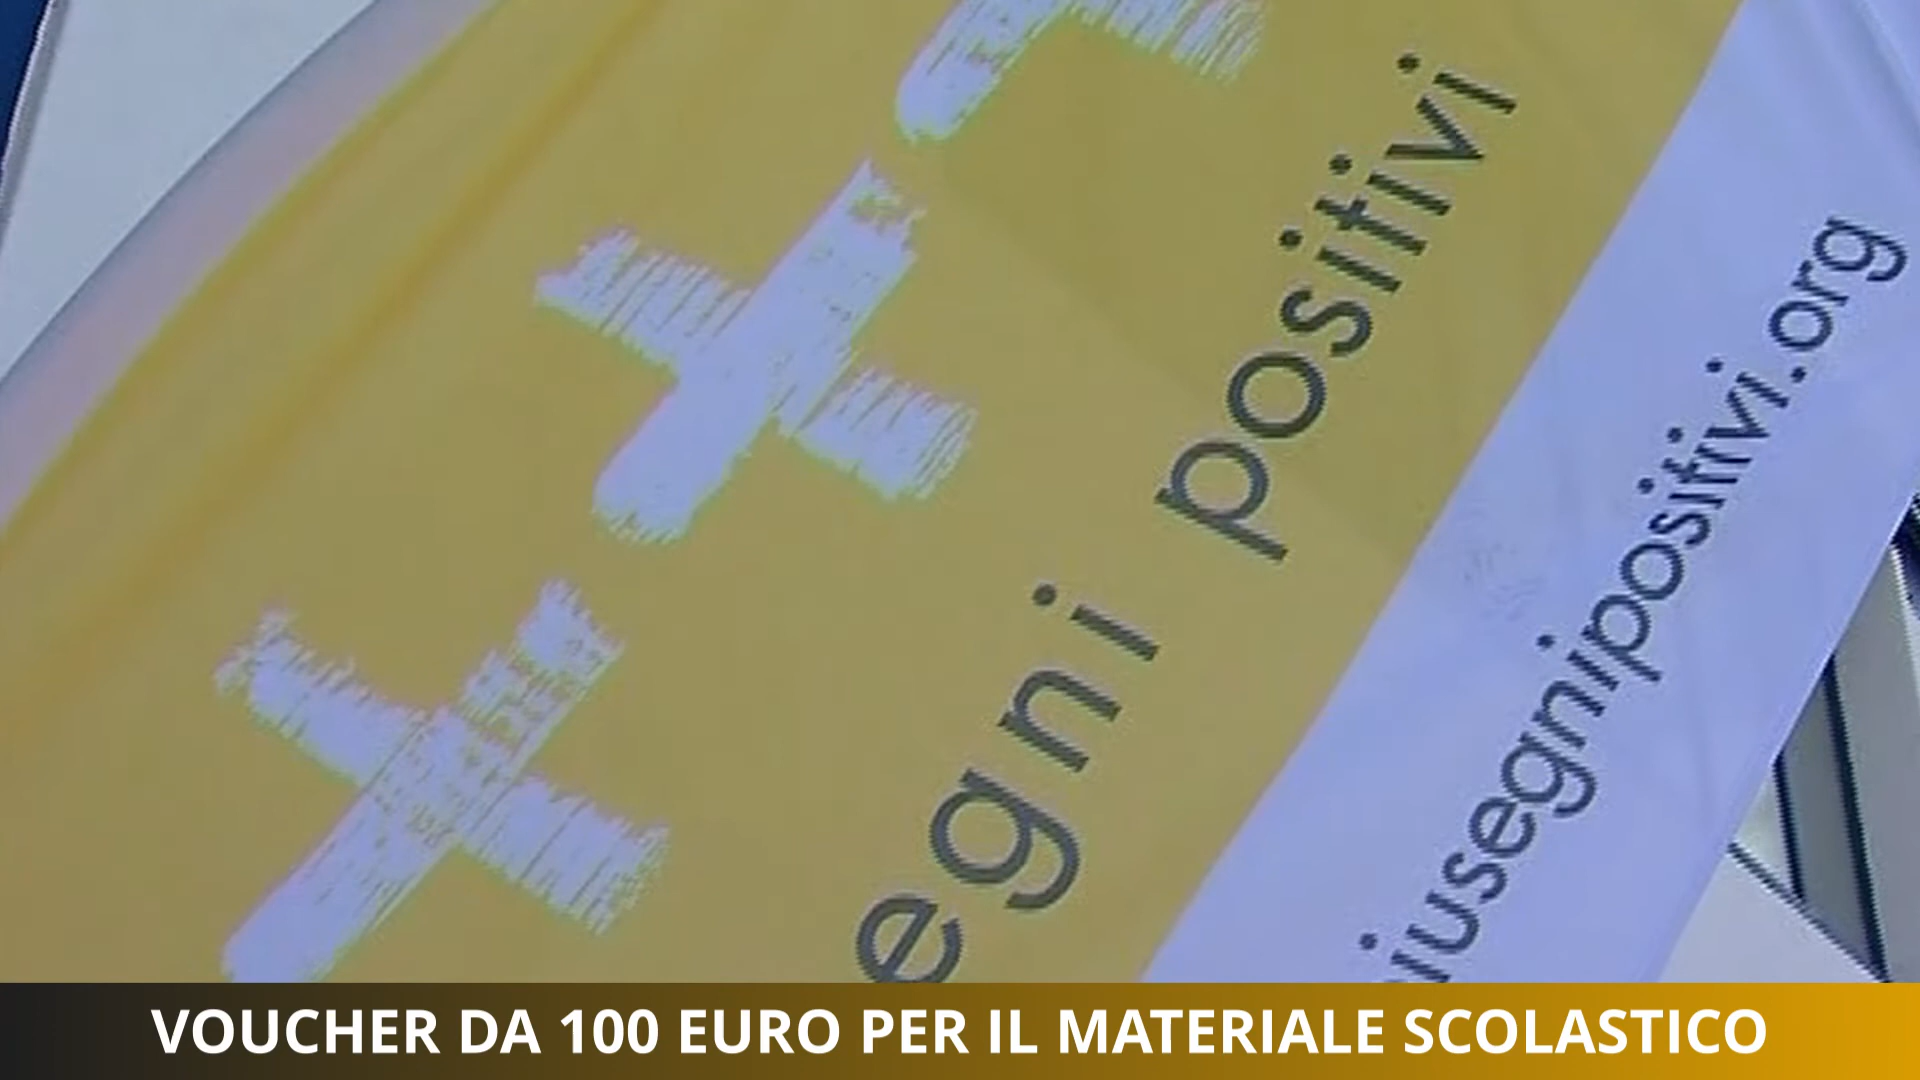 egni positivi
iusegnipositivi.org
VOUCHER DA 100 EURO PER IL MATERIALE SCOLASTICO